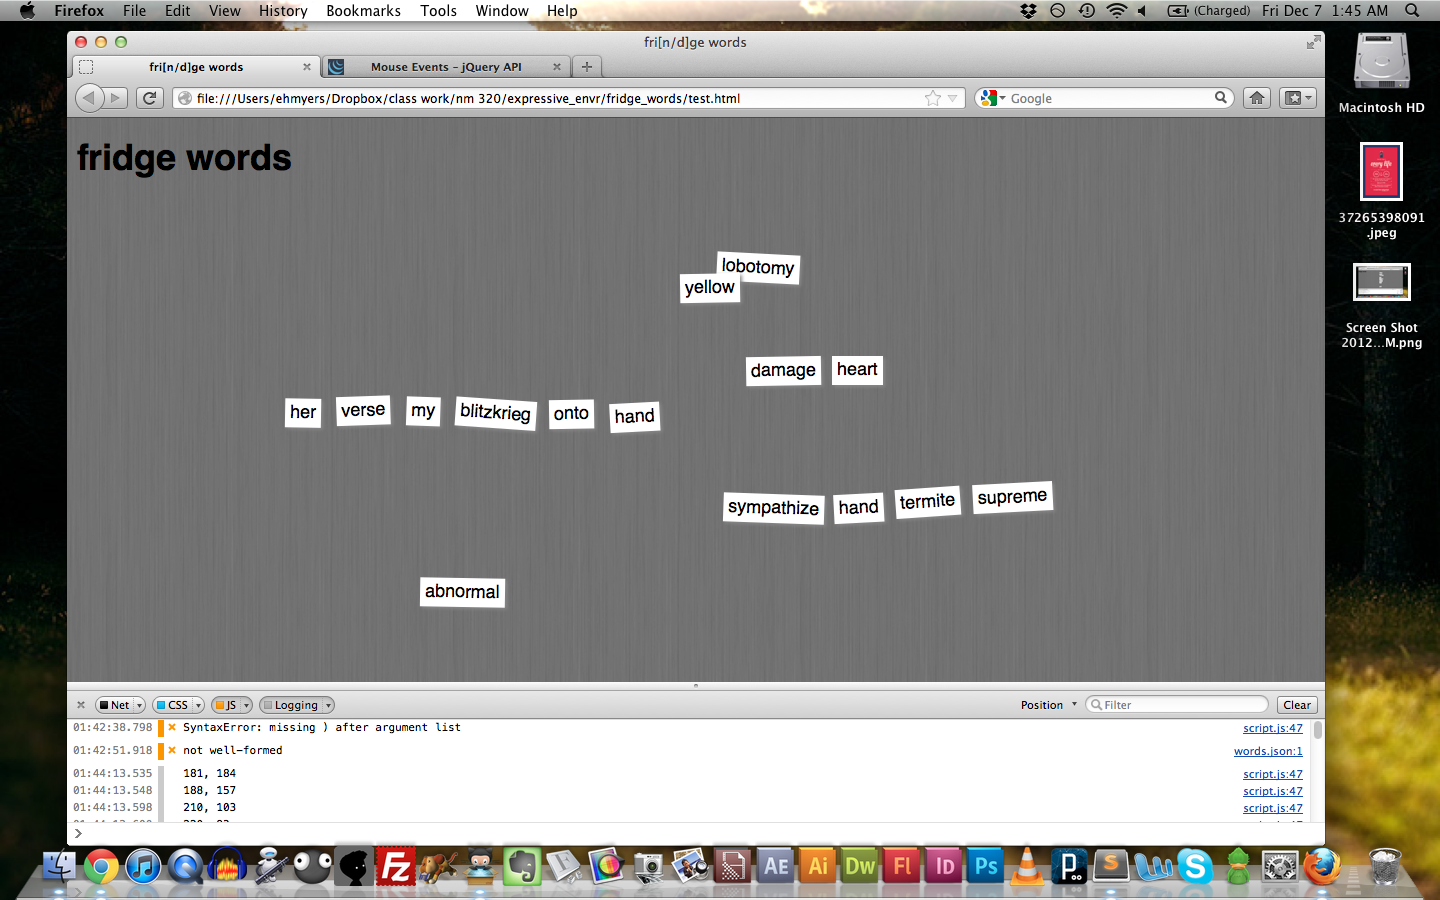 Firefox File Edit View History Bookmarks Tools Window Help (Charged) Fri Dec 7 1:45 AM
fri[n/d]ge words
fri[n/d]ge words Mouse Events - jQuery API
file:///Users/ehmyers/Dropbox/class work/nm 320/expressive_envr/fridge_words/test.html Google
Macintosh HD
37265398091
.jpeg
Screen Shot
2012...M.png
fridge words
lobotomy
yellow
damage heart
her verse my blitzkrieg onto hand
sympathize hand termite supreme
abnormal
Net CSS JS Logging Position Filter Clear
01:42:38.798 SyntaxError: missing ) after argument list script.js:47
01:42:51.918 not well-formed words.json:1
01:44:13.535 181, 184 script.js:47
01:44:13.548 188, 157 script.js:47
01:44:13.598 210, 103 script.js:47
Fz AE Ai Dw Fl ID Ps P S W S